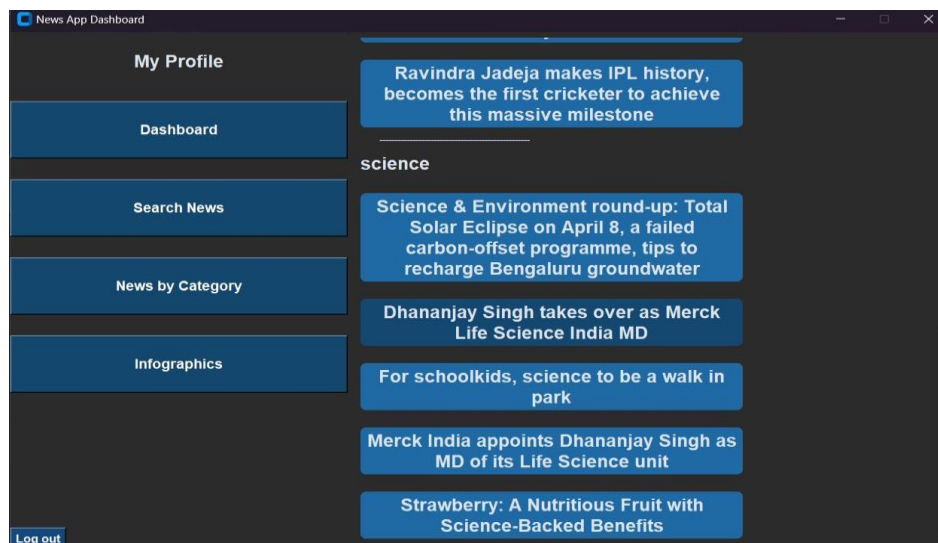 News App Dashboard
My Profile
Dashboard
Search News
News by Category
Infographics
Log out
Ravindra Jadeja makes IPL history,
becomes the first cricketer to achieve
this massive milestone
science
Science & Environment round-up: Total
Solar Eclipse on April 8, a failed
carbon-offset programme, tips to
recharge Bengaluru groundwater
Dhananjay Singh takes over as Merck
Life Science India MD
For schoolkids, science to be a walk in
park
Merck India appoints Dhananjay Singh as
MD of its Life Science unit
Strawberry: A Nutritious Fruit with
Science-Backed Benefits